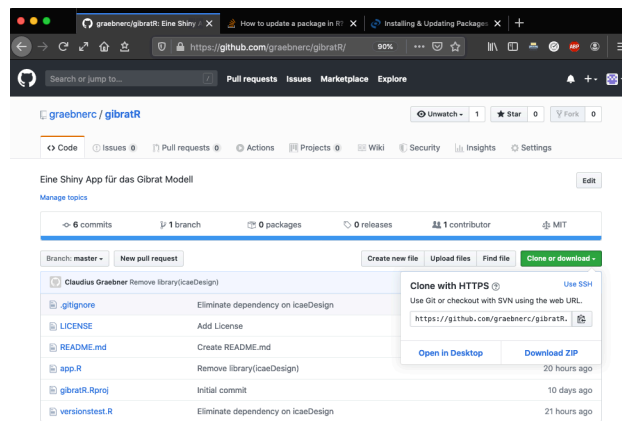 graebnerc/gibratR: Eine Shiny A
How to update a package in R?
Installing & Updating Packages
https://github.com/graebnerc/gibratR/
90%
Search or jump to...
Pull requests Issues Marketplace Explore
graebnerc / gibratR
Unwatch 1 Star 0 Fork 0
Code Issues 0 Pull requests 0 Actions Projects 0 Wiki Security Insights Settings
Eine Shiny App für das Gibrat Modell
Edit
Manage topics
6 commits 1 branch 0 packages 0 releases 1 contributor MIT
Branch: master New pull request Create new file Upload files Find file Clone or download
Claudius Graebner Remove library(icaeDesign)
Clone with HTTPS Use SSH
Use Git or checkout with SVN using the web URL.
https://github.com/graebnerc/gibratR.
Open in Desktop Download ZIP
.gitignore Eliminate dependency on icaeDesign
LICENSE Add License
README.md Create README.md
app.R Remove library(icaeDesign) 20 hours ago
gibratR.Rproj Initial commit 10 days ago
versionstest.R Eliminate dependency on icaeDesign 21 hours ago